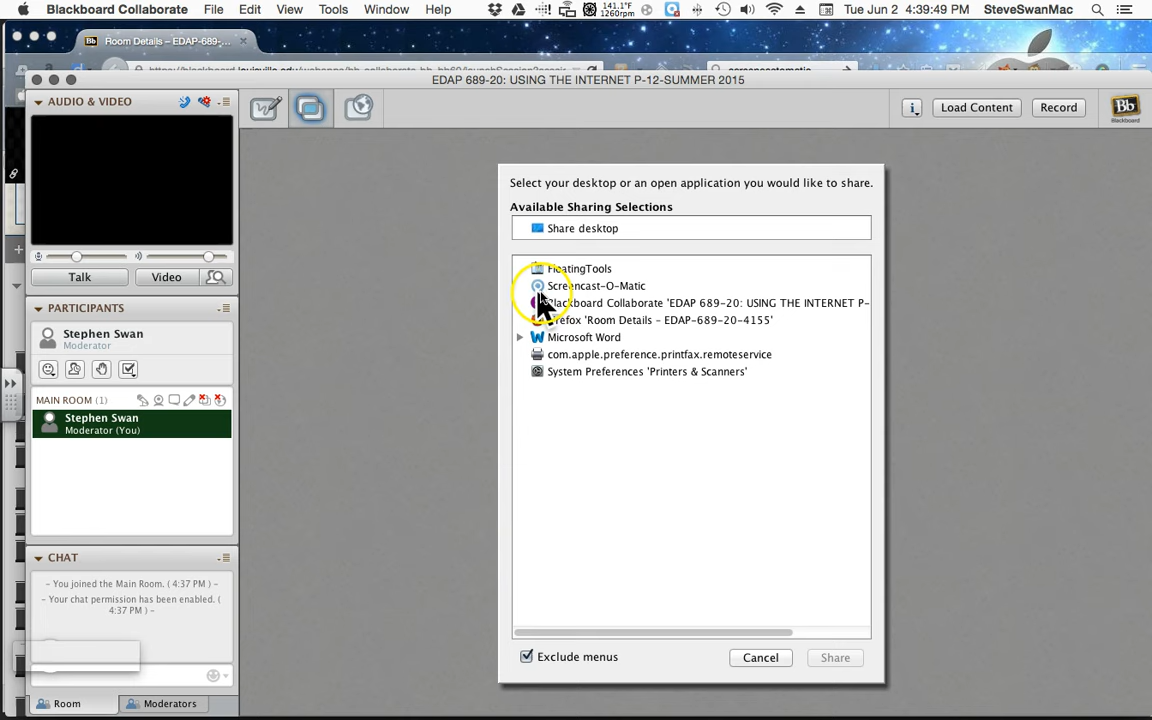 Blackboard Collaborate File Edit View Tools Window Help 141.1°F 1260rpm Tue Jun 2 4:39:49 PM SteveSwanMac
Bb Room Details – EDAP-689-...
EDAP 689-20: USING THE INTERNET P-12-SUMMER 2015
AUDIO & VIDEO
i Load Content Record Bb Blackboard
Select your desktop or an open application you would like to share.
Available Sharing Selections
Share desktop
FloatingTools
Screencast-O-Matic
Blackboard Collaborate 'EDAP 689-20: USING THE INTERNET P-
Firefox 'Room Details – EDAP-689-20-4155'
Microsoft Word
com.apple.preference.printfax.remoteservice
System Preferences 'Printers & Scanners'
Exclude menus Cancel Share
Talk Video
PARTICIPANTS
Stephen Swan
Moderator
MAIN ROOM (1)
Stephen Swan
Moderator (You)
CHAT
– You joined the Main Room. ( 4:37 PM ) –
– Your chat permission has been enabled. (
4:37 PM ) –
Room Moderators